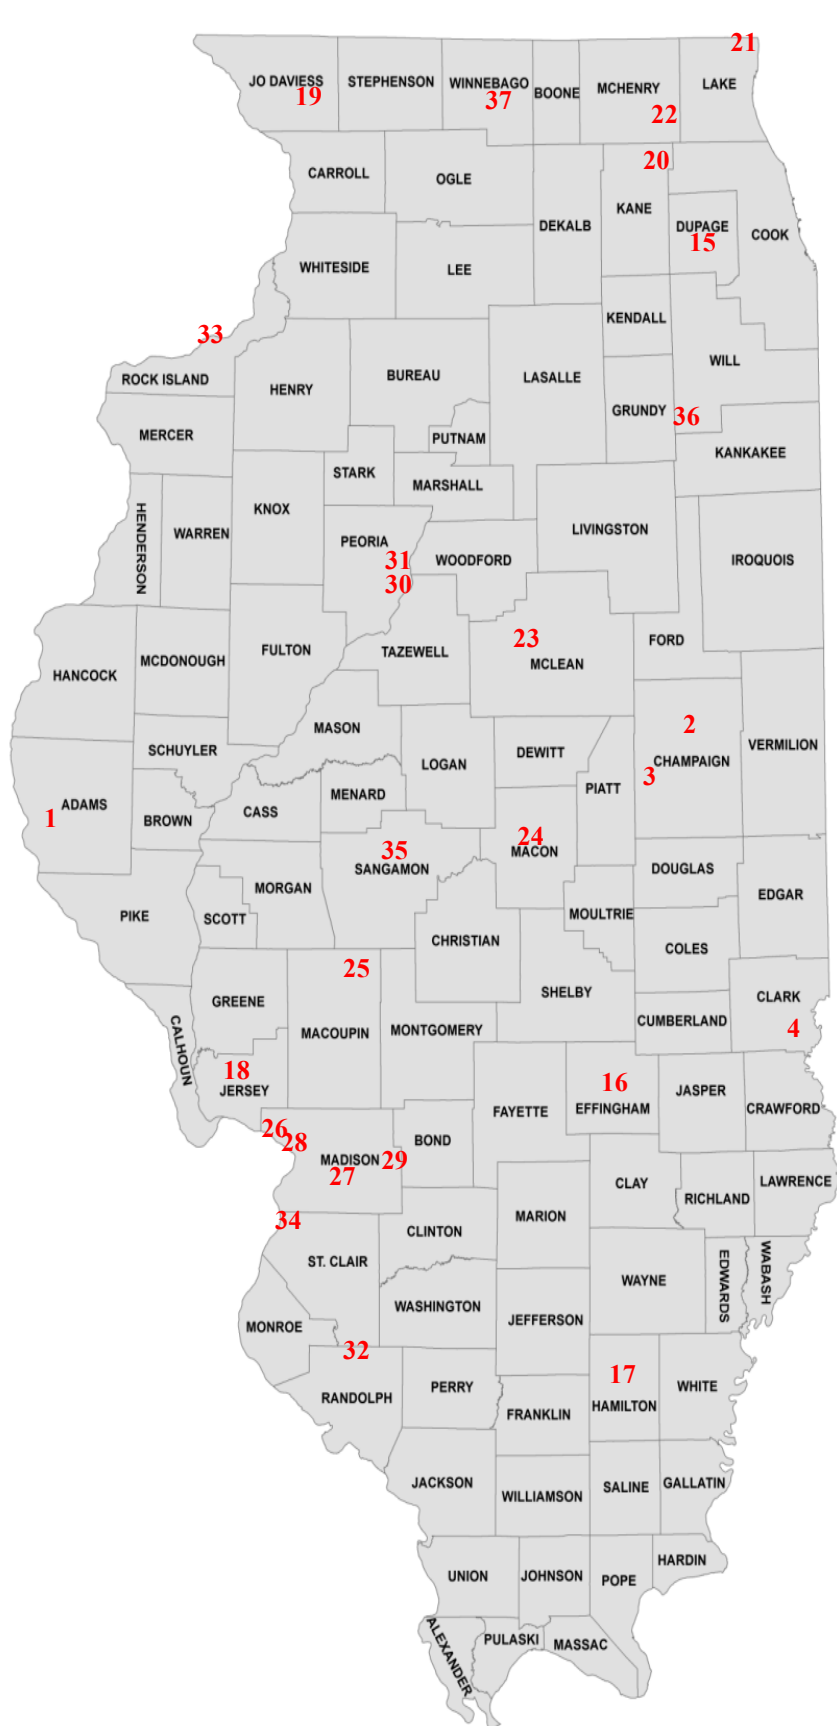 21
JO DAVIESS
STEPHENSON
WINNEBAGO
BOONE
MCHENRY
LAKE
19
37
22
20
CARROLL
OGLE
KANE
DEKALB
DUPAGE
15
COOK
WHITESIDE
LEE
33
KENDALL
ROCK ISLAND
HENRY
BUREAU
LASALLE
WILL
GRUNDY
36
MERCER
PUTNAM
KANKAKEE
STARK
MARSHALL
HENDERSON
WARREN
KNOX
PEORIA
31
30
WOODFORD
LIVINGSTON
IROQUOIS
23
MCLEAN
FORD
HANCOCK
MCDONOUGH
FULTON
TAZEWELL
2
CHAMPAIGN
3
VERMILION
MASON
SCHUYLER
LOGAN
DEWITT
PIATT
1
ADAMS
BROWN
CASS
MENARD
35
SANGAMON
24
MACON
DOUGLAS
EDGAR
PIKE
SCOTT
MORGAN
CHRISTIAN
MOULTRIE
COLES
25
GREENE
MACOUPIN
MONTGOMERY
SHELBY
CUMBERLAND
CLARK
4
CALHOUN
18
JERSEY
FAYETTE
16
EFFINGHAM
JASPER
CRAWFORD
26
28
MADISON
27
29
BOND
CLAY
RICHLAND
LAWRENCE
34
ST. CLAIR
CLINTON
MARION
WAYNE
EDWARDS
WABASH
MONROE
WASHINGTON
JEFFERSON
32
RANDOLPH
PERRY
FRANKLIN
17
HAMILTON
WHITE
JACKSON
WILLIAMSON
SALINE
GALLATIN
UNION
JOHNSON
POPE
HARDIN
ALEXANDER
PULASKI
MASSAC